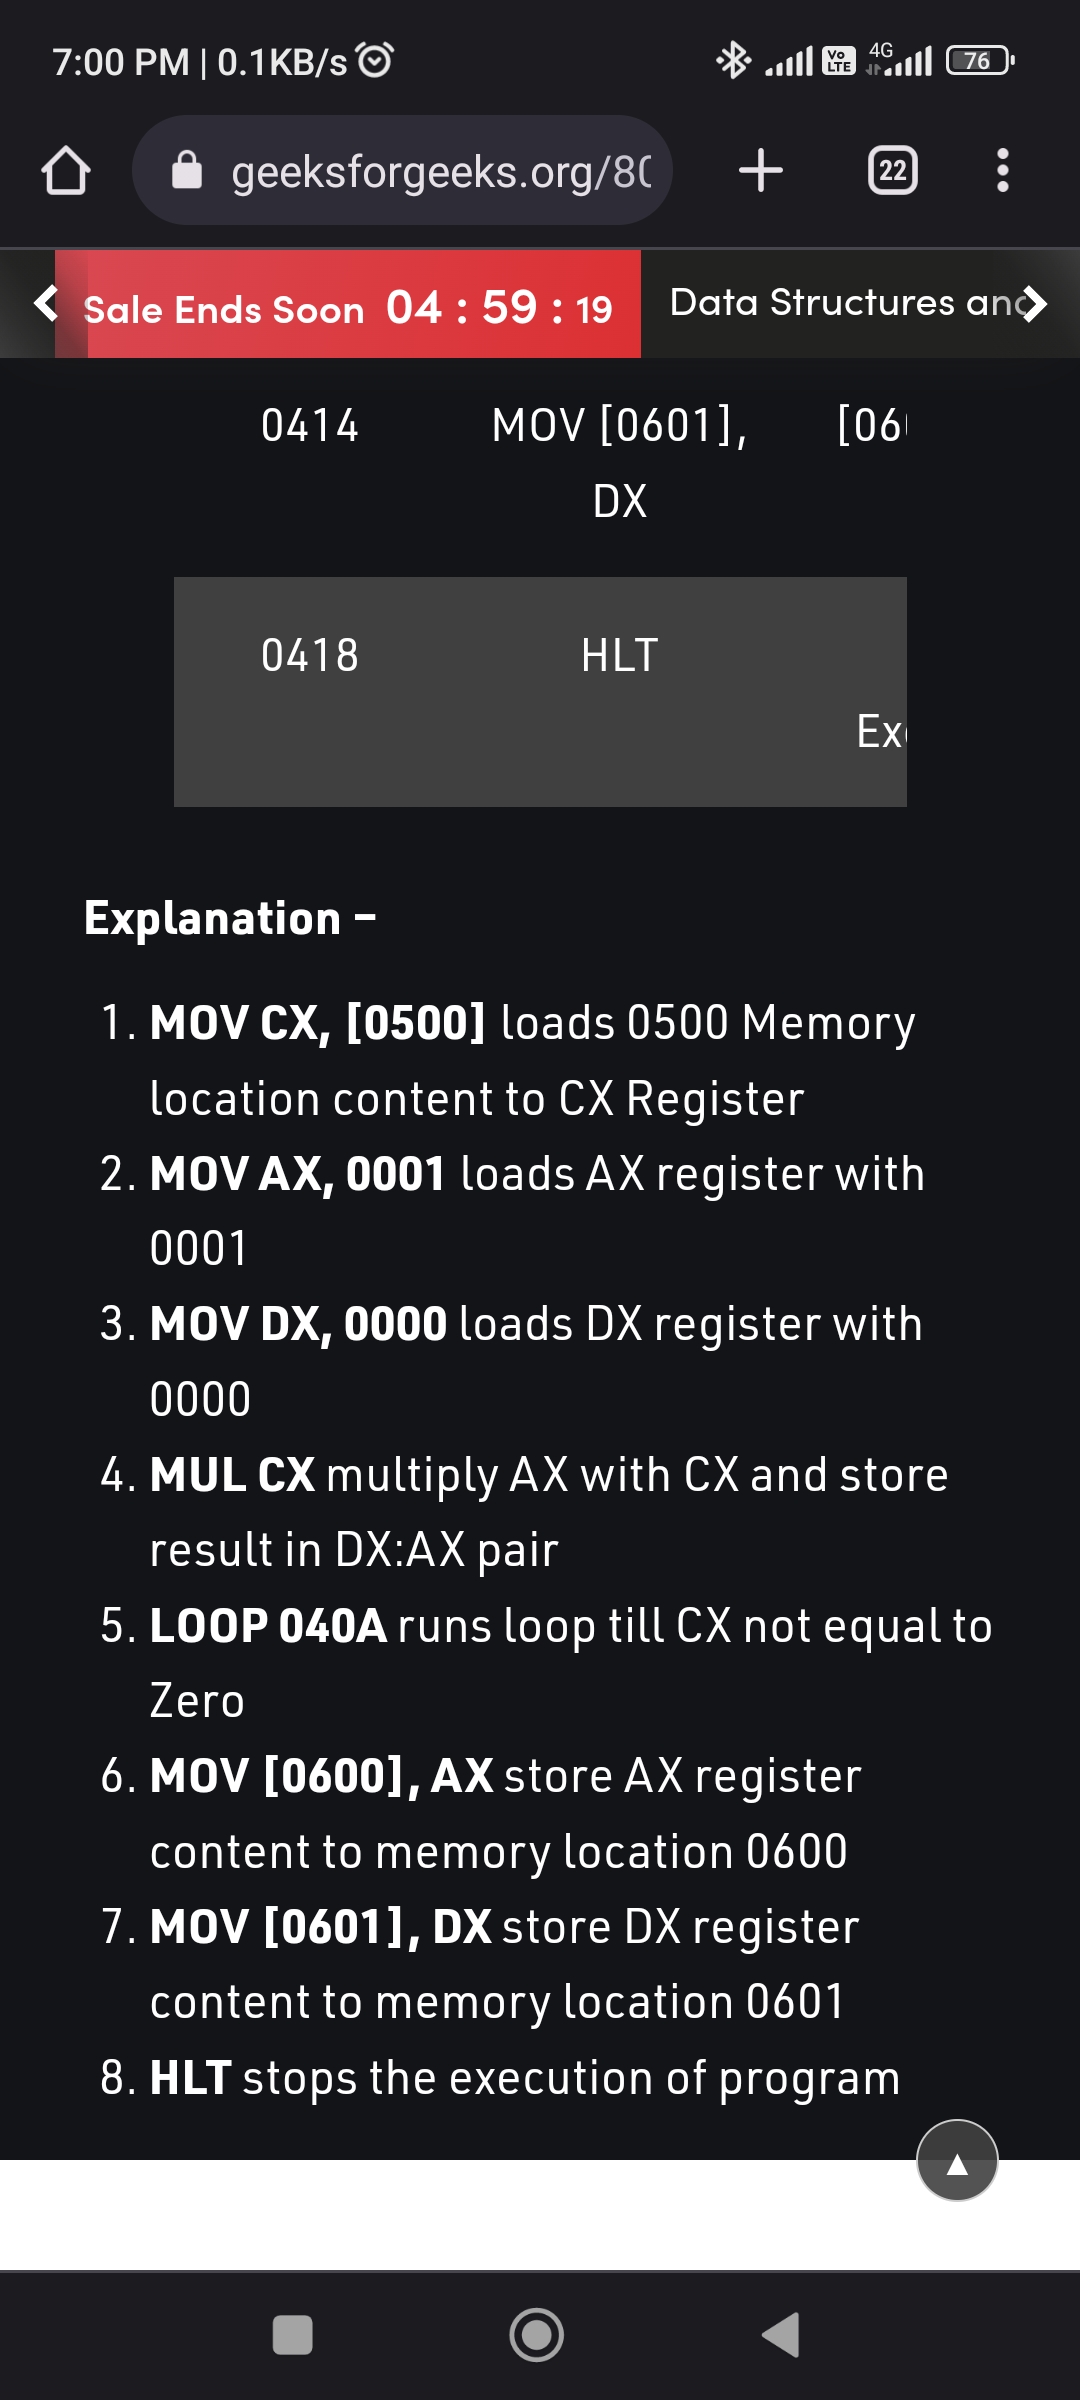 7:00 PM | 0.1KB/s
Vo LTE 4G 76
geeksforgeeks.org/80
22
Sale Ends Soon 04 : 59 : 19 Data Structures and
0414 MOV [0601], [06
DX
0418 HLT
Exe
Explanation –
1. MOV CX, [0500] loads 0500 Memory
location content to CX Register
2. MOV AX, 0001 loads AX register with
0001
3. MOV DX, 0000 loads DX register with
0000
4. MUL CX multiply AX with CX and store
result in DX:AX pair
5. LOOP 040A runs loop till CX not equal to
Zero
6. MOV [0600], AX store AX register
content to memory location 0600
7. MOV [0601], DX store DX register
content to memory location 0601
8. HLT stops the execution of program